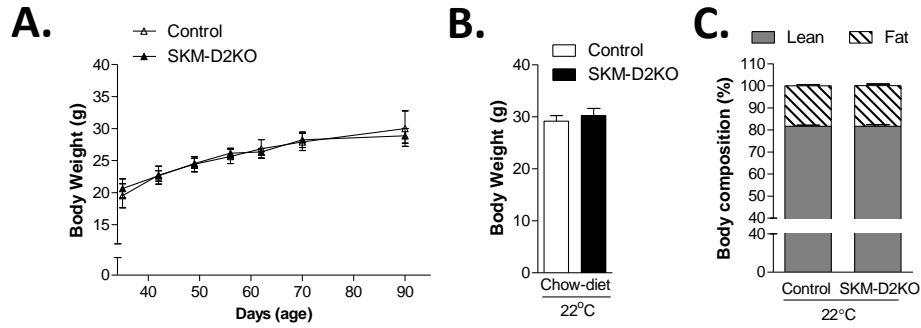 A.
Control
SKM-D2KO
Body Weight (g)
40
35
30
25
20
15
0
40 50 60 70 80 90
Days (age)
B.
Control
SKM-D2KO
Body Weight (g)
40
30
20
10
0
Chow-diet
22°C
C.
Lean Fat
Body composition (%)
110
100
90
80
70
60
50
40
40
0
Control SKM-D2KO
22°C